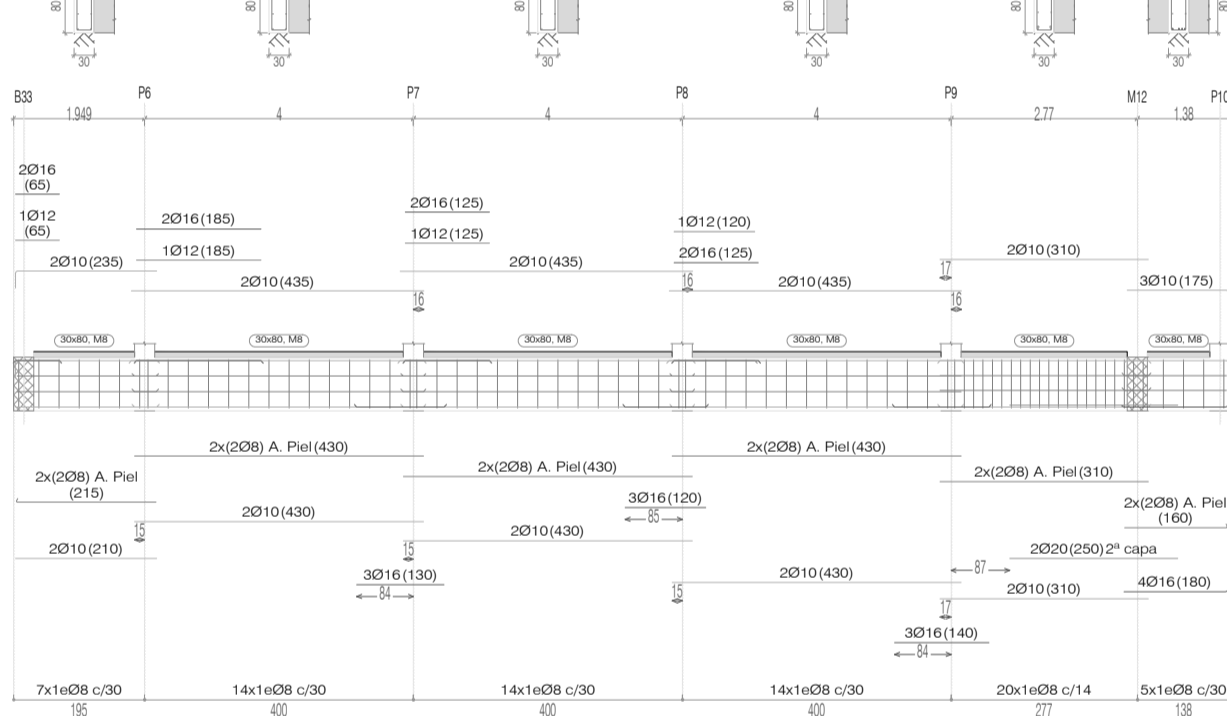 80 80 80 80 80 80
30 30 30 30 30 30
B33 P6 P7 P8 P9 M12 P10
1.949 4 4 4 2.77 1.38
2Ø16
(65)
1Ø12
(65)
2Ø10(235)
2Ø16(185)
1Ø12(185)
2Ø10(435)
2Ø16(125)
1Ø12(125)
2Ø10(435)
16
1Ø12(120)
2Ø16(125)
16
2Ø10(435)
17
16
2Ø10(310)
3Ø10(175)
30x80, M8 30x80, M8 30x80, M8 30x80, M8 30x80, M8 30x80, M8
2x(2Ø8) A. Piel(430)
2x(2Ø8) A. Piel(430)
2x(2Ø8) A. Piel(430)
2x(2Ø8) A. Piel(310)
2x(2Ø8) A. Piel
(215)
2x(2Ø8) A. Piel
(160)
2Ø10(430)
15
2Ø10(210)
3Ø16(120)
85
2Ø10(430)
15
3Ø16(130)
84
2Ø10(430)
15
87
2Ø20(250)2ª capa
2Ø10(310)
17
4Ø16(180)
3Ø16(140)
84
7x1eØ8 c/30 14x1eØ8 c/30 14x1eØ8 c/30 14x1eØ8 c/30 20x1eØ8 c/14 5x1eØ8 c/30
195 400 400 400 277 138